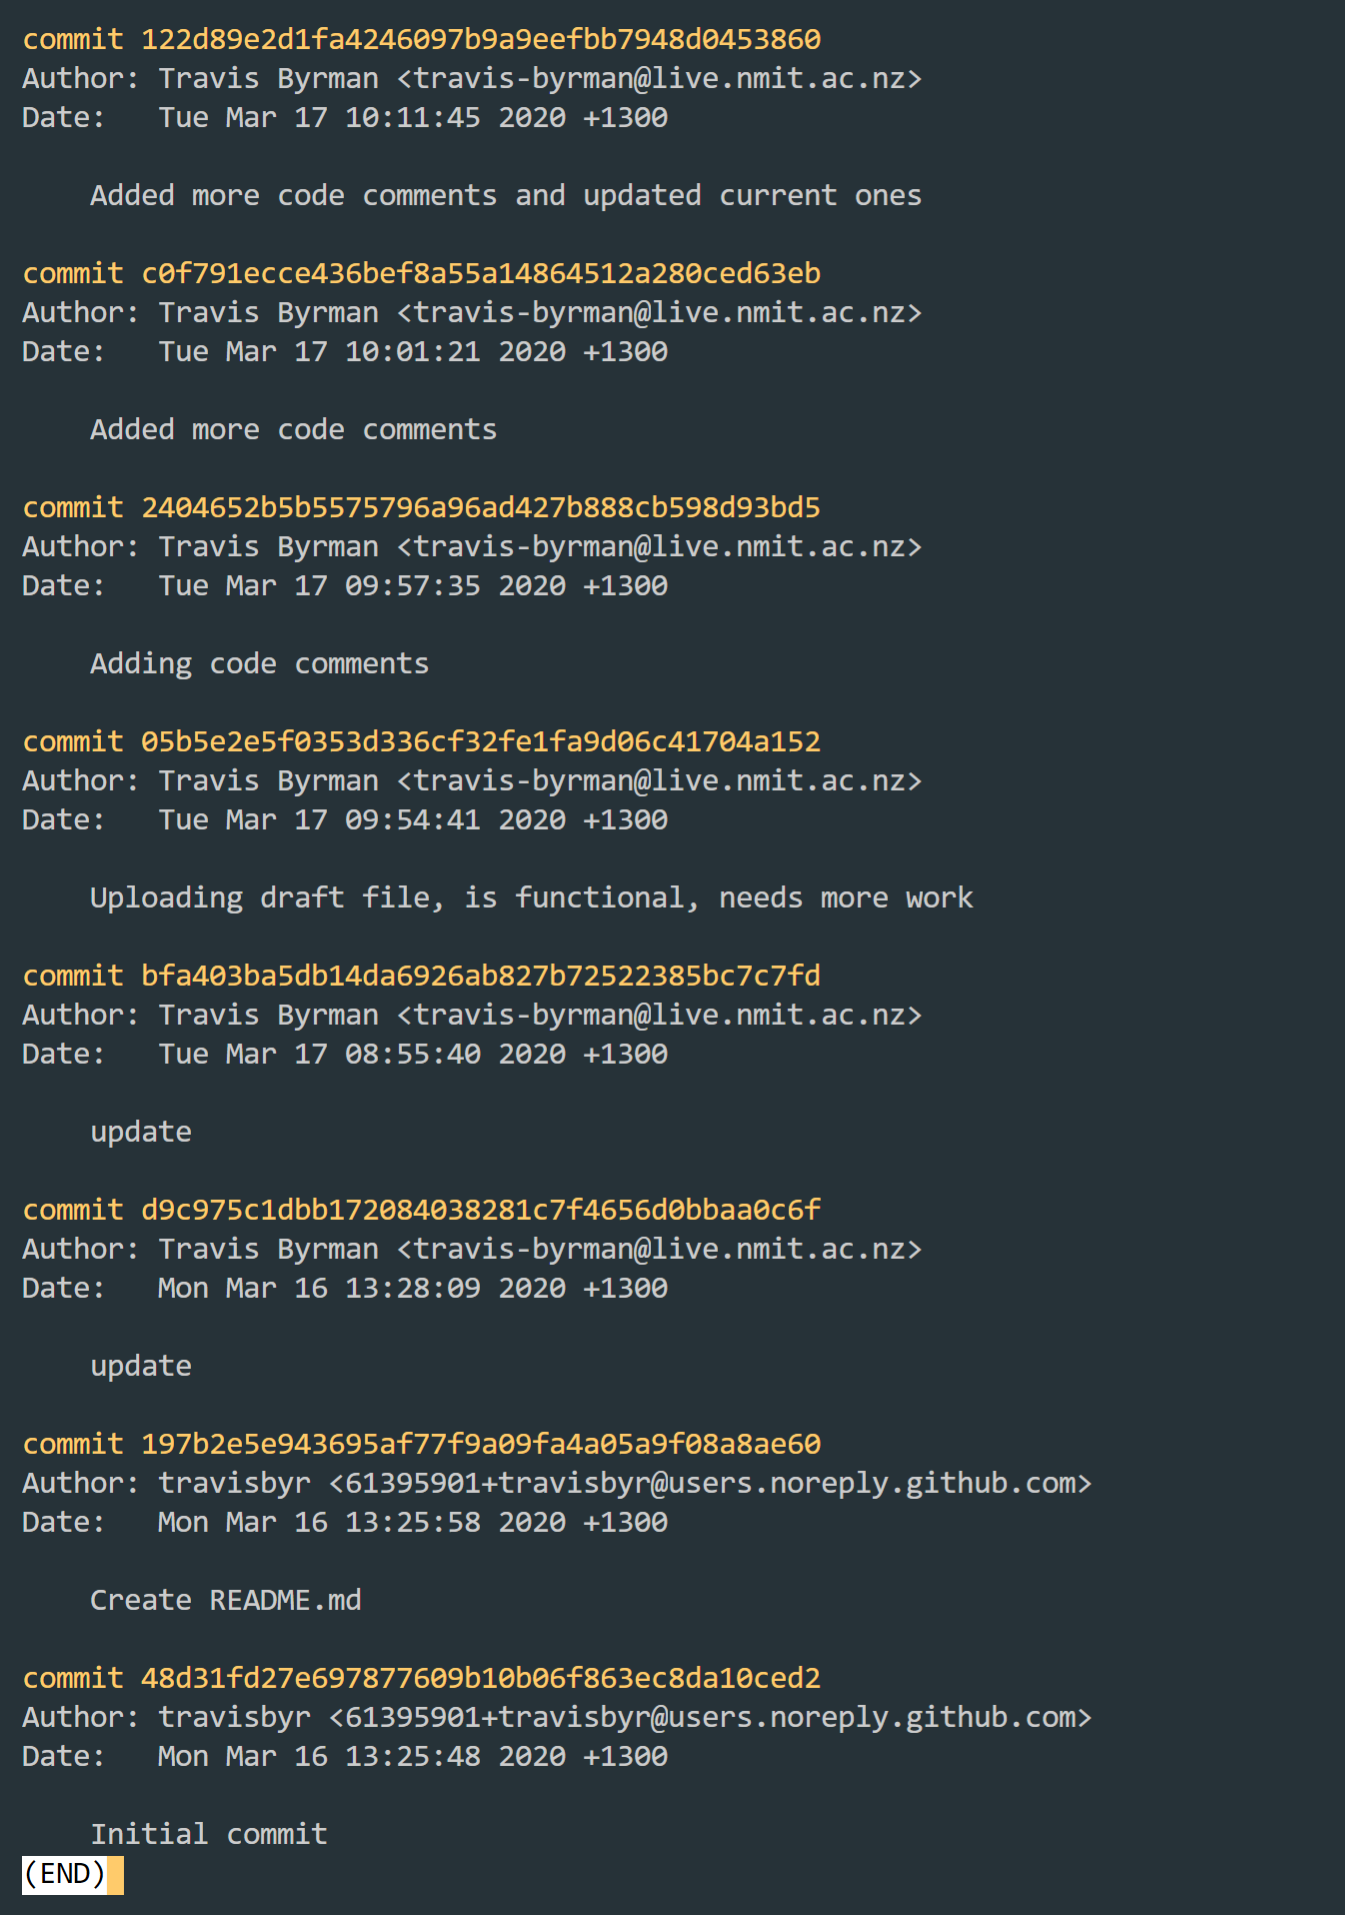 commit 122d89e2d1fa4246097b9a9eefbb7948d0453860
Author: Travis Byrman <travis-byrman@live.nmit.ac.nz>
Date:   Tue Mar 17 10:11:45 2020 +1300
    Added more code comments and updated current ones
commit c0f791ecce436bef8a55a14864512a280ced63eb
Author: Travis Byrman <travis-byrman@live.nmit.ac.nz>
Date:   Tue Mar 17 10:01:21 2020 +1300
    Added more code comments
commit 2404652b5b5575796a96ad427b888cb598d93bd5
Author: Travis Byrman <travis-byrman@live.nmit.ac.nz>
Date:   Tue Mar 17 09:57:35 2020 +1300
    Adding code comments
commit 05b5e2e5f0353d336cf32fe1fa9d06c41704a152
Author: Travis Byrman <travis-byrman@live.nmit.ac.nz>
Date:   Tue Mar 17 09:54:41 2020 +1300
    Uploading draft file, is functional, needs more work
commit bfa403ba5db14da6926ab827b72522385bc7c7fd
Author: Travis Byrman <travis-byrman@live.nmit.ac.nz>
Date:   Tue Mar 17 08:55:40 2020 +1300
    update
commit d9c975c1dbb172084038281c7f4656d0bbaa0c6f
Author: Travis Byrman <travis-byrman@live.nmit.ac.nz>
Date:   Mon Mar 16 13:28:09 2020 +1300
    update
commit 197b2e5e943695af77f9a09fa4a05a9f08a8ae60
Author: travisbyr <61395901+travisbyr@users.noreply.github.com>
Date:   Mon Mar 16 13:25:58 2020 +1300
    Create README.md
commit 48d31fd27e697877609b10b06f863ec8da10ced2
Author: travisbyr <61395901+travisbyr@users.noreply.github.com>
Date:   Mon Mar 16 13:25:48 2020 +1300
    Initial commit
(END)